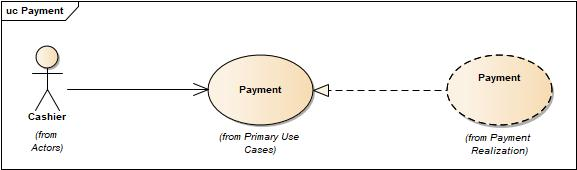 uc Payment
Cashier
(from
Actors)
Payment
(from Primary Use
Cases)
Payment
(from Payment
Realization)